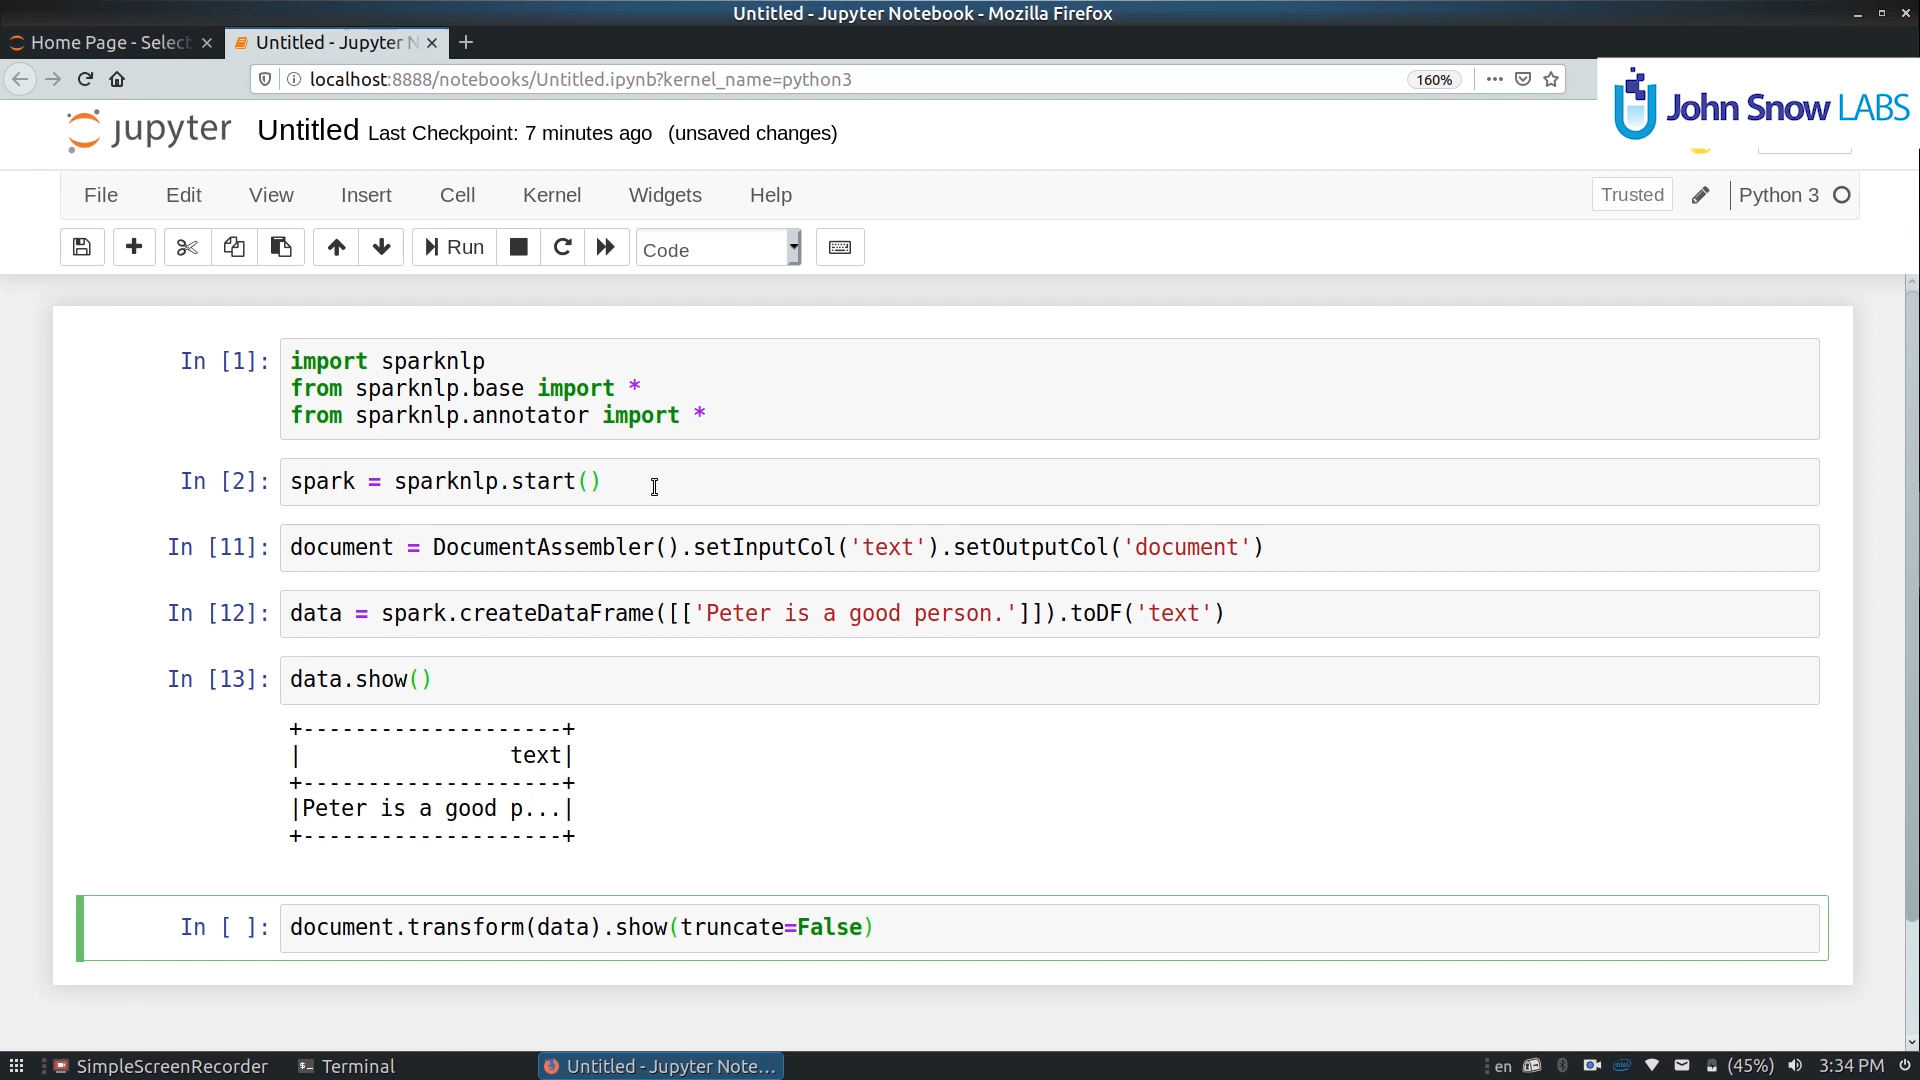 Untitled - Jupyter Notebook - Mozilla Firefox
Home Page - Select
Untitled - Jupyter N
localhost:8888/notebooks/Untitled.ipynb?kernel_name=python3
160%
John Snow LABS
jupyter Untitled Last Checkpoint: 7 minutes ago (unsaved changes)
File Edit View Insert Cell Kernel Widgets Help
Trusted
Python 3
Run
Code
In [1]: import sparknlp
from sparknlp.base import *
from sparknlp.annotator import *
In [2]: spark = sparknlp.start()
In [11]: document = DocumentAssembler().setInputCol('text').setOutputCol('document')
In [12]: data = spark.createDataFrame([['Peter is a good person.']]).toDF('text')
In [13]: data.show()
+--------------------+
|                text|
+--------------------+
|Peter is a good p...|
+--------------------+
In [ ]: document.transform(data).show(truncate=False)
SimpleScreenRecorder
Terminal
Untitled - Jupyter Note...
en
intel
(45%)
3:34 PM